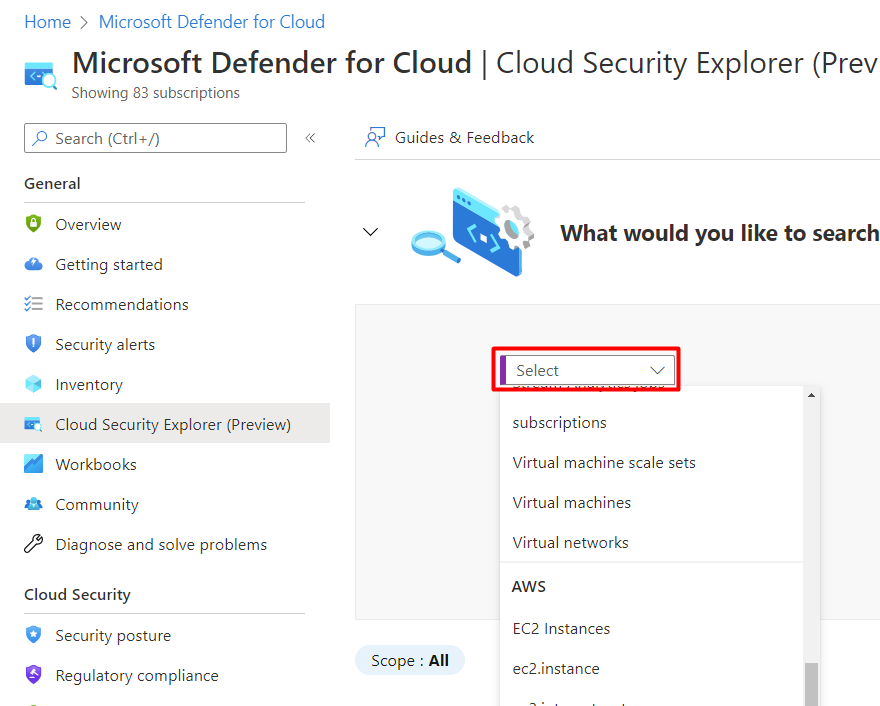 Home > Microsoft Defender for Cloud
Microsoft Defender for Cloud | Cloud Security Explorer (Prev
Showing 83 subscriptions
Search (Ctrl+/)
«
Guides & Feedback
General
Overview
Getting started
Recommendations
Security alerts
Inventory
Cloud Security Explorer (Preview)
Workbooks
Community
Diagnose and solve problems
Cloud Security
Security posture
Regulatory compliance
What would you like to search
Select
Stream Analytics jobs
subscriptions
Virtual machine scale sets
Virtual machines
Virtual networks
AWS
EC2 Instances
ec2.instance
Scope : All